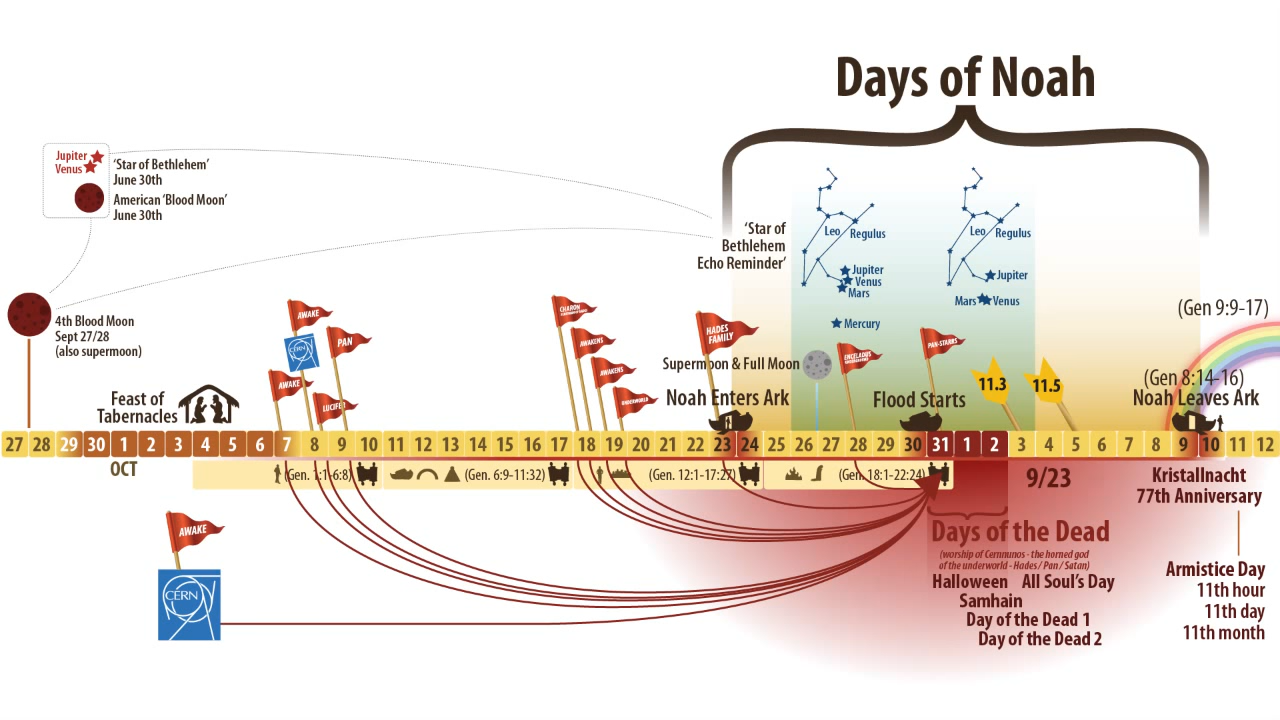 Days of Noah
Jupiter
Venus
'Star of Bethlehem'
June 30th
American 'Blood Moon'
June 30th
4th Blood Moon
Sept 27/28
(also supermoon)
'Star of
Bethlehem
Echo Reminder'
Leo
Regulus
Jupiter
Venus
Mars
Mercury
Leo
Regulus
Jupiter
Mars
Venus
(Gen 9:9-17)
(Gen 8:14-16)
Noah Leaves Ark
AWAKE
CERN
PAN
AWAKE
LUCIFER
CHARON
AWAKENS
AWAKENS
UNDERWORLD
HADES
FAMILY
Supermoon & Full Moon
ENCELADUS
PAN-STARRS
11.3
11.5
Feast of
Tabernacles
Noah Enters Ark
Flood Starts
27 28 29 30 1 2 3 4 5 6 7 8 9 10 11 12 13 14 15 16 17 18 19 20 21 22 23 24 25 26 27 28 29 30 31 1 2 3 4 5 6 7 8 9 10 11 12
OCT
(Gen. 1:1-6:8)
(Gen. 6:9-11:32)
(Gen. 12:1-17:27)
(Gen. 18:1-22:24)
9/23
Kristallnacht
77th Anniversary
AWAKE
CERN
Days of the Dead
(worship of Cernnunos - the horned god
of the underworld - Hades / Pan / Satan)
Halloween All Soul's Day
Samhain
Day of the Dead 1
Day of the Dead 2
Armistice Day
11th hour
11th day
11th month